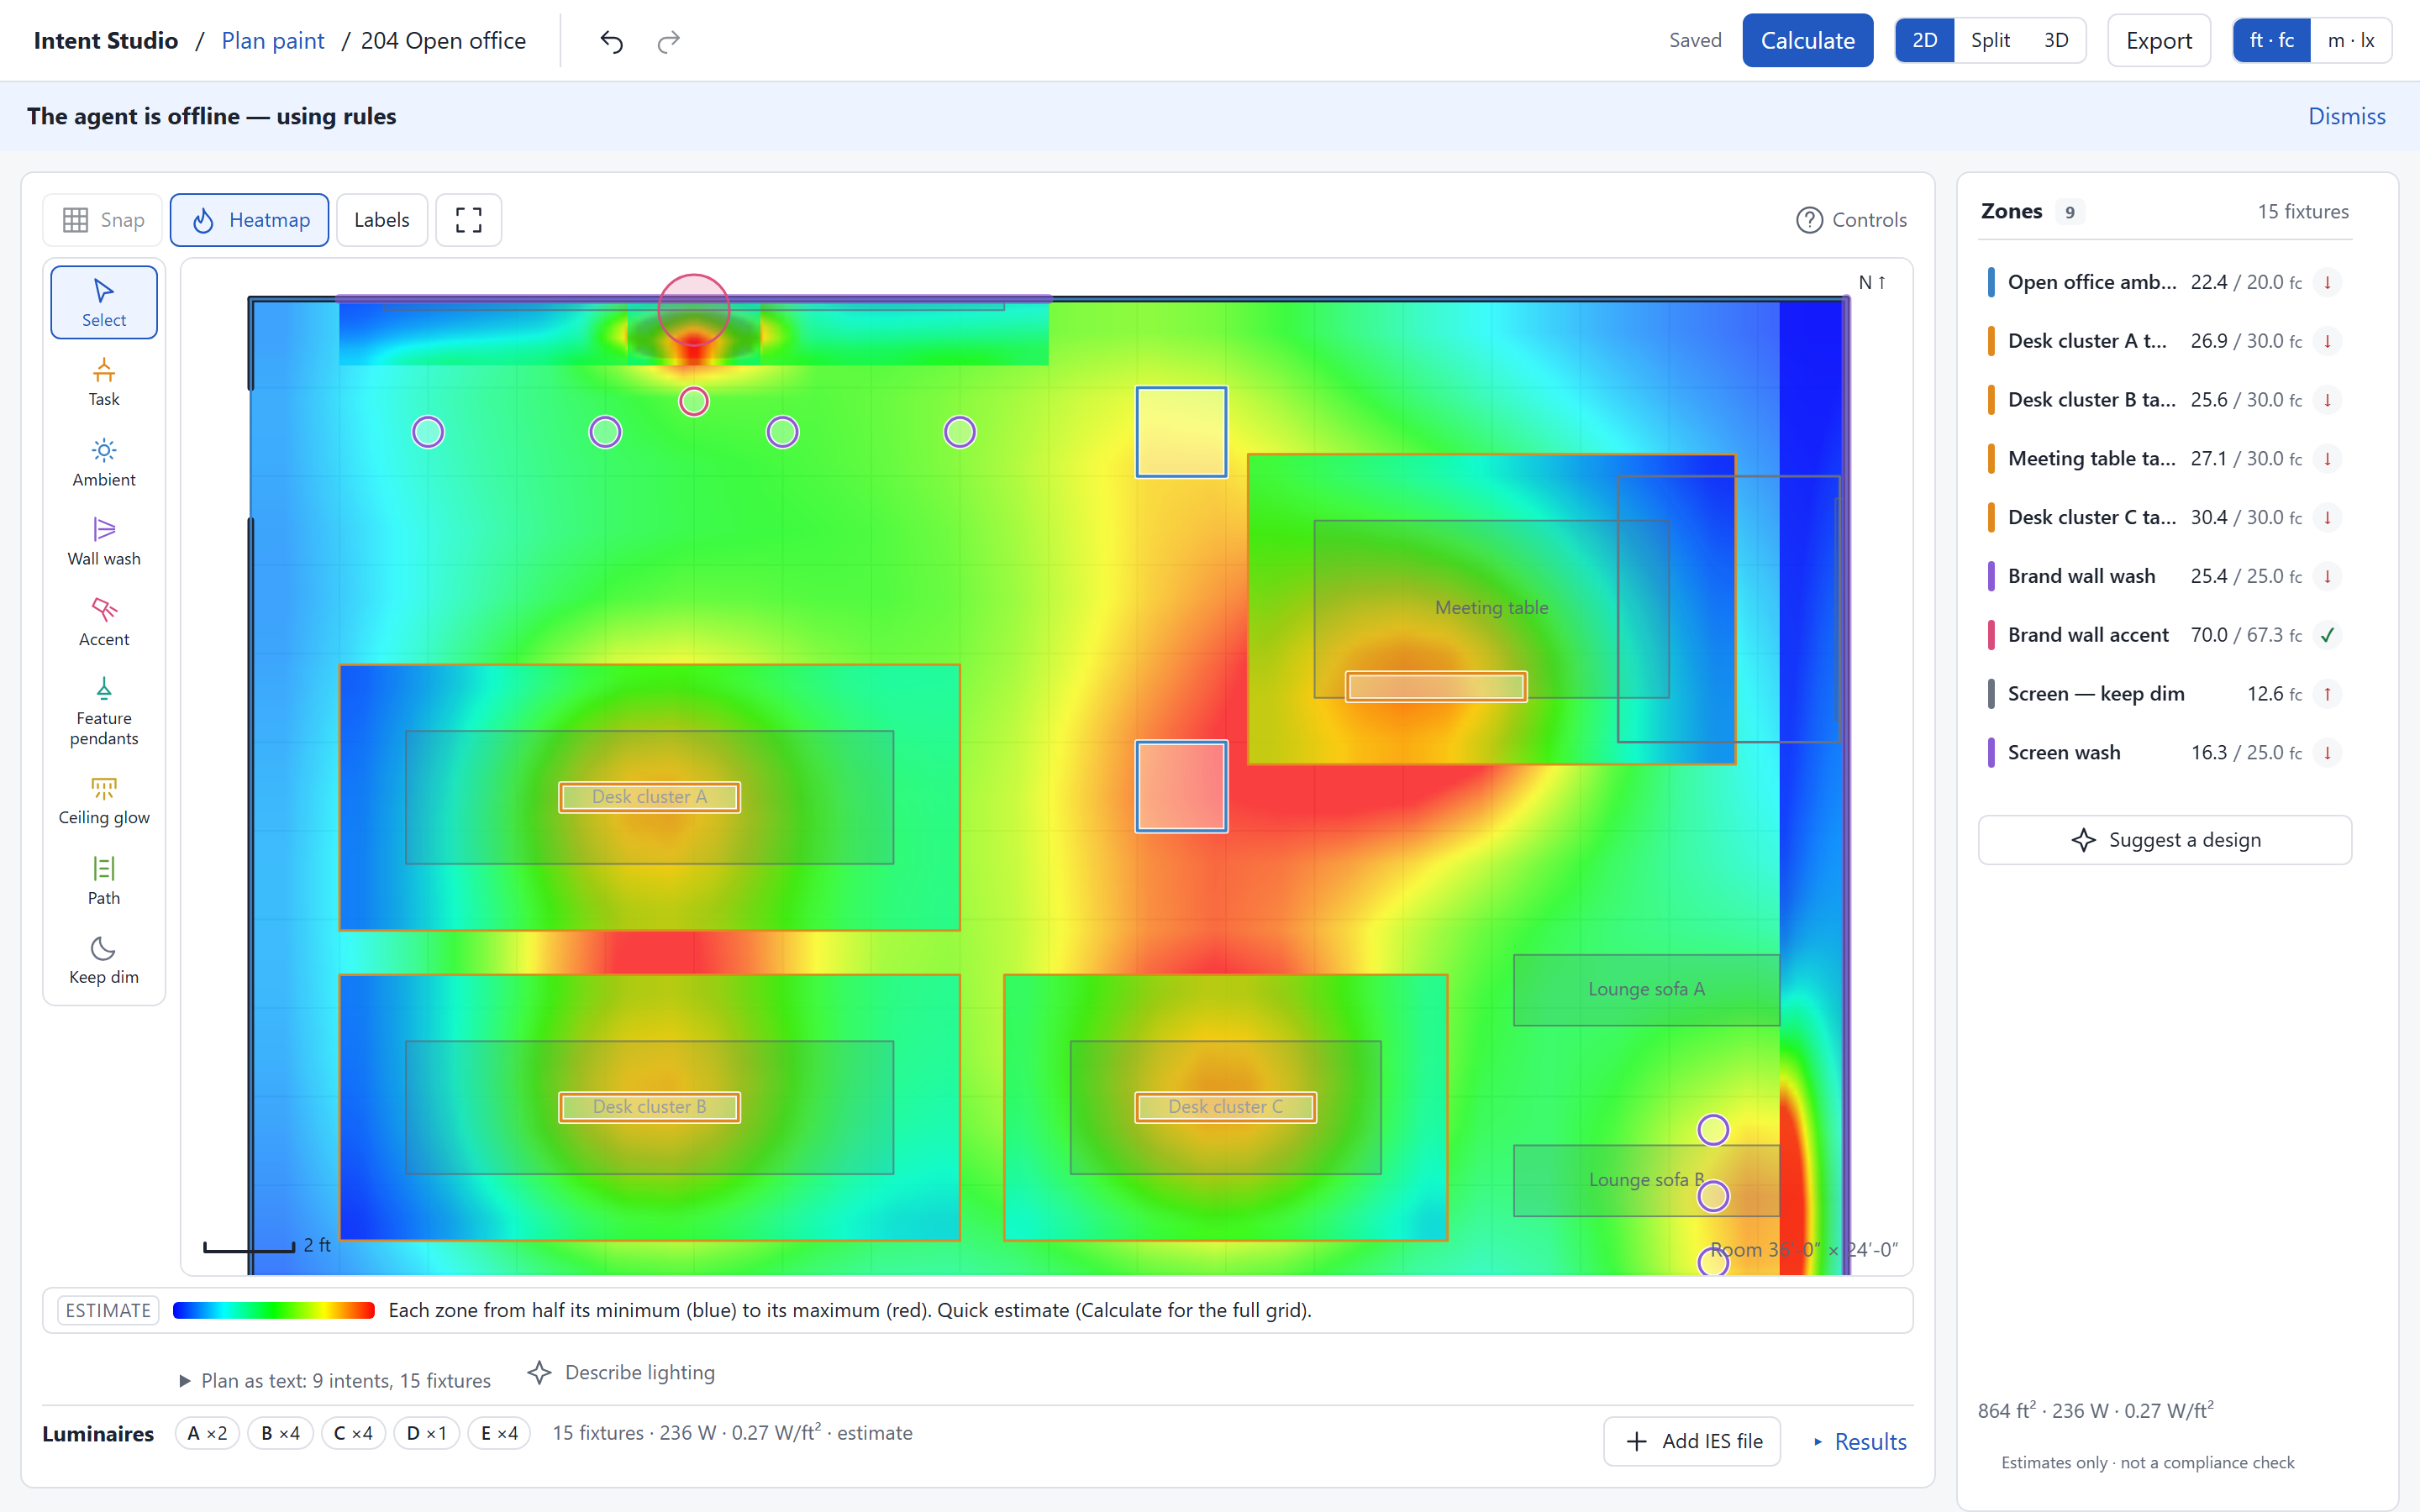 Intent Studio / Plan paint / 204 Open office
Saved
Calculate
2D Split 3D
Export
ft · fc m · lx
The agent is offline — using rules
Dismiss
Snap
Heatmap
Labels
Controls
Select
Task
Ambient
Wall wash
Accent
Feature
pendants
Ceiling glow
Path
Keep dim
N ↑
Meeting table
Desk cluster A
Desk cluster B
Desk cluster C
Lounge sofa A
Lounge sofa B
2 ft
Room 36'-0" × 24'-0"
ESTIMATE
Each zone from half its minimum (blue) to its maximum (red). Quick estimate (Calculate for the full grid).
Plan as text: 9 intents, 15 fixtures
Describe lighting
Luminaires
A ×2
B ×4
C ×4
D ×1
E ×4
15 fixtures · 236 W · 0.27 W/ft² · estimate
Add IES file
Results
Zones 9
15 fixtures
Open office amb... 22.4 / 20.0 fc ↓
Desk cluster A t... 26.9 / 30.0 fc ↓
Desk cluster B ta... 25.6 / 30.0 fc ↓
Meeting table ta... 27.1 / 30.0 fc ↓
Desk cluster C ta... 30.4 / 30.0 fc ↓
Brand wall wash 25.4 / 25.0 fc ↓
Brand wall accent 70.0 / 67.3 fc ✓
Screen — keep dim 12.6 fc ↑
Screen wash 16.3 / 25.0 fc ↓
Suggest a design
864 ft² · 236 W · 0.27 W/ft²
Estimates only · not a compliance check